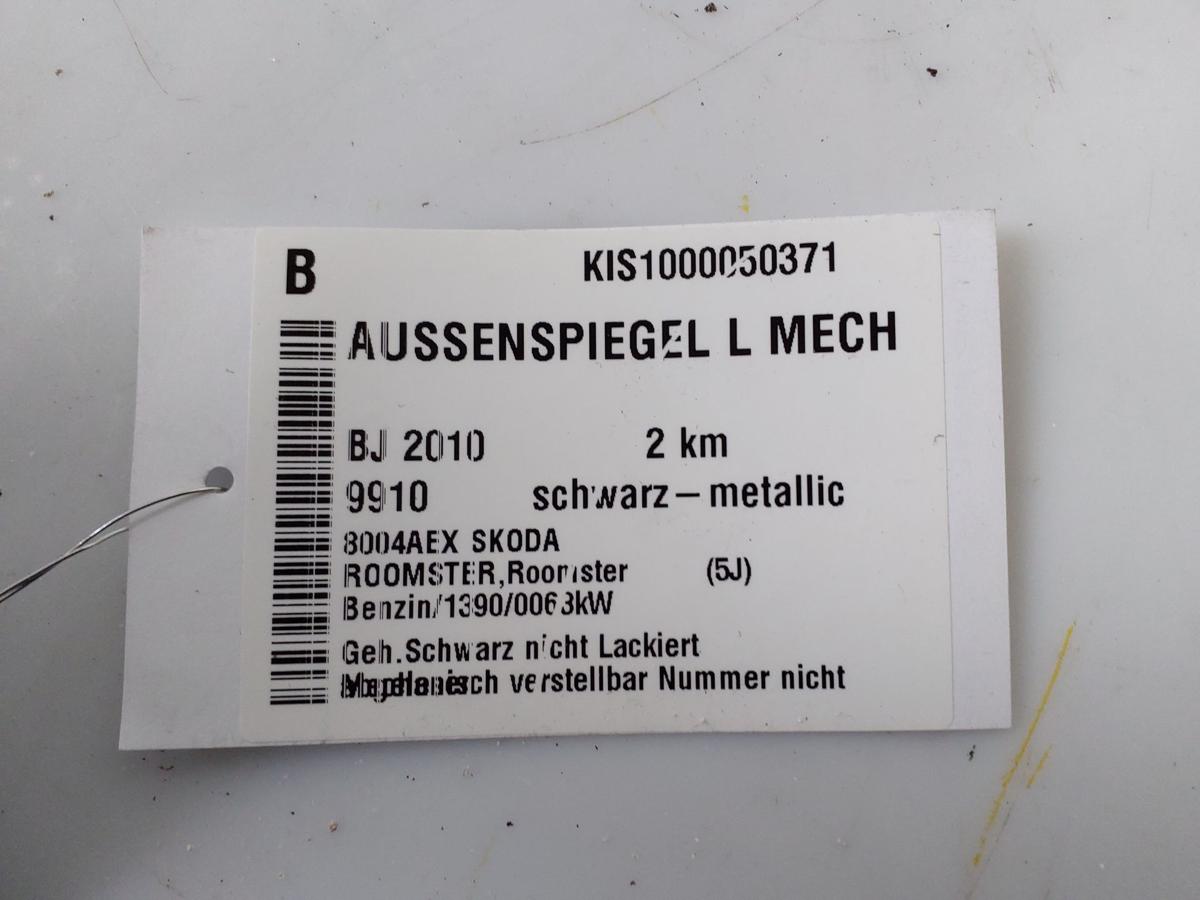 B KIS1000050371
AUSSENSPIEGEL L MECH
BJ 2010 2 km
9910 schwarz – metallic
8004AEX SKODA
ROOMSTER,Roomster (5J)
Benzin/1390/0063kW
Geh.Schwarz nicht Lackiert
verstellbar Nummer nicht